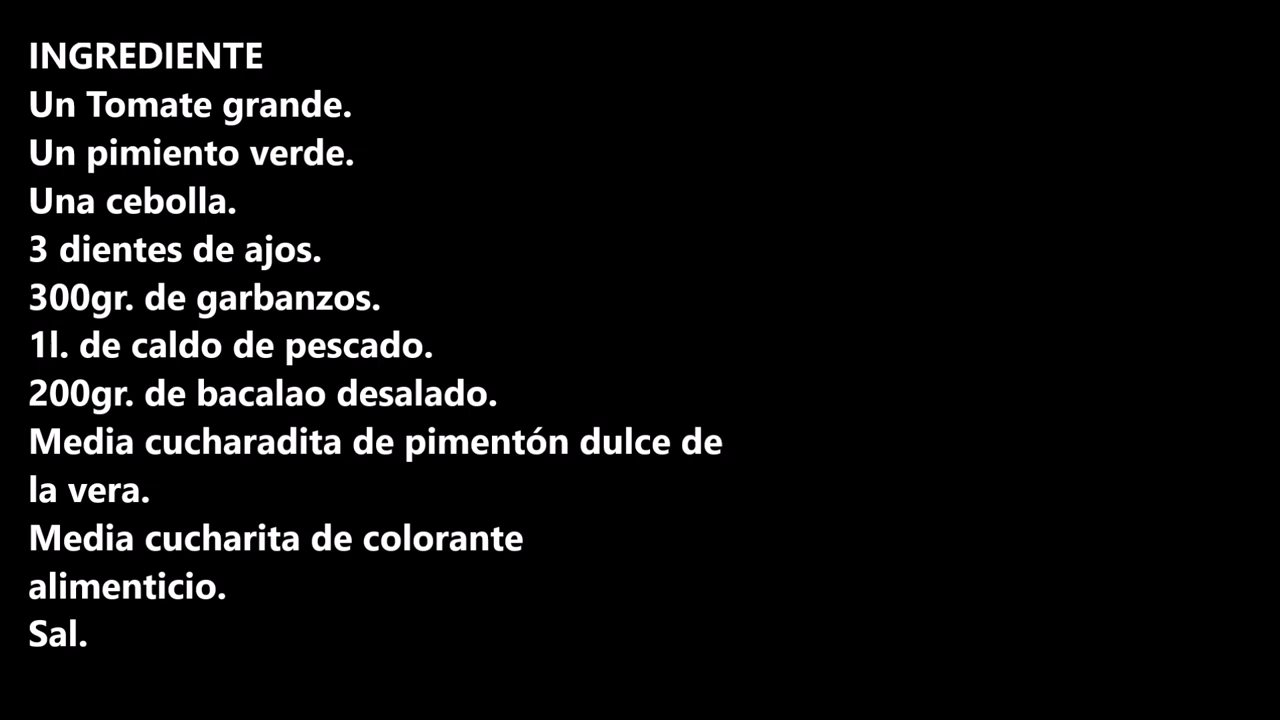 INGREDIENTE
Un Tomate grande.
Un pimiento verde.
Una cebolla.
3 dientes de ajos.
300gr. de garbanzos.
1l. de caldo de pescado.
200gr. de bacalao desalado.
Media cucharadita de pimentón dulce de
la vera.
Media cucharita de colorante
alimenticio.
Sal.